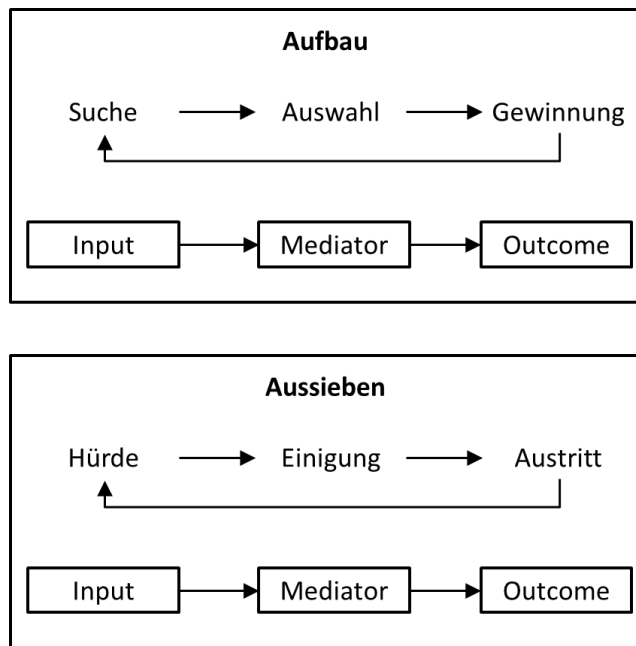 Aufbau
Suche Auswahl Gewinnung
Input Mediator Outcome
Aussieben
Hürde Einigung Austritt
Input Mediator Outcome